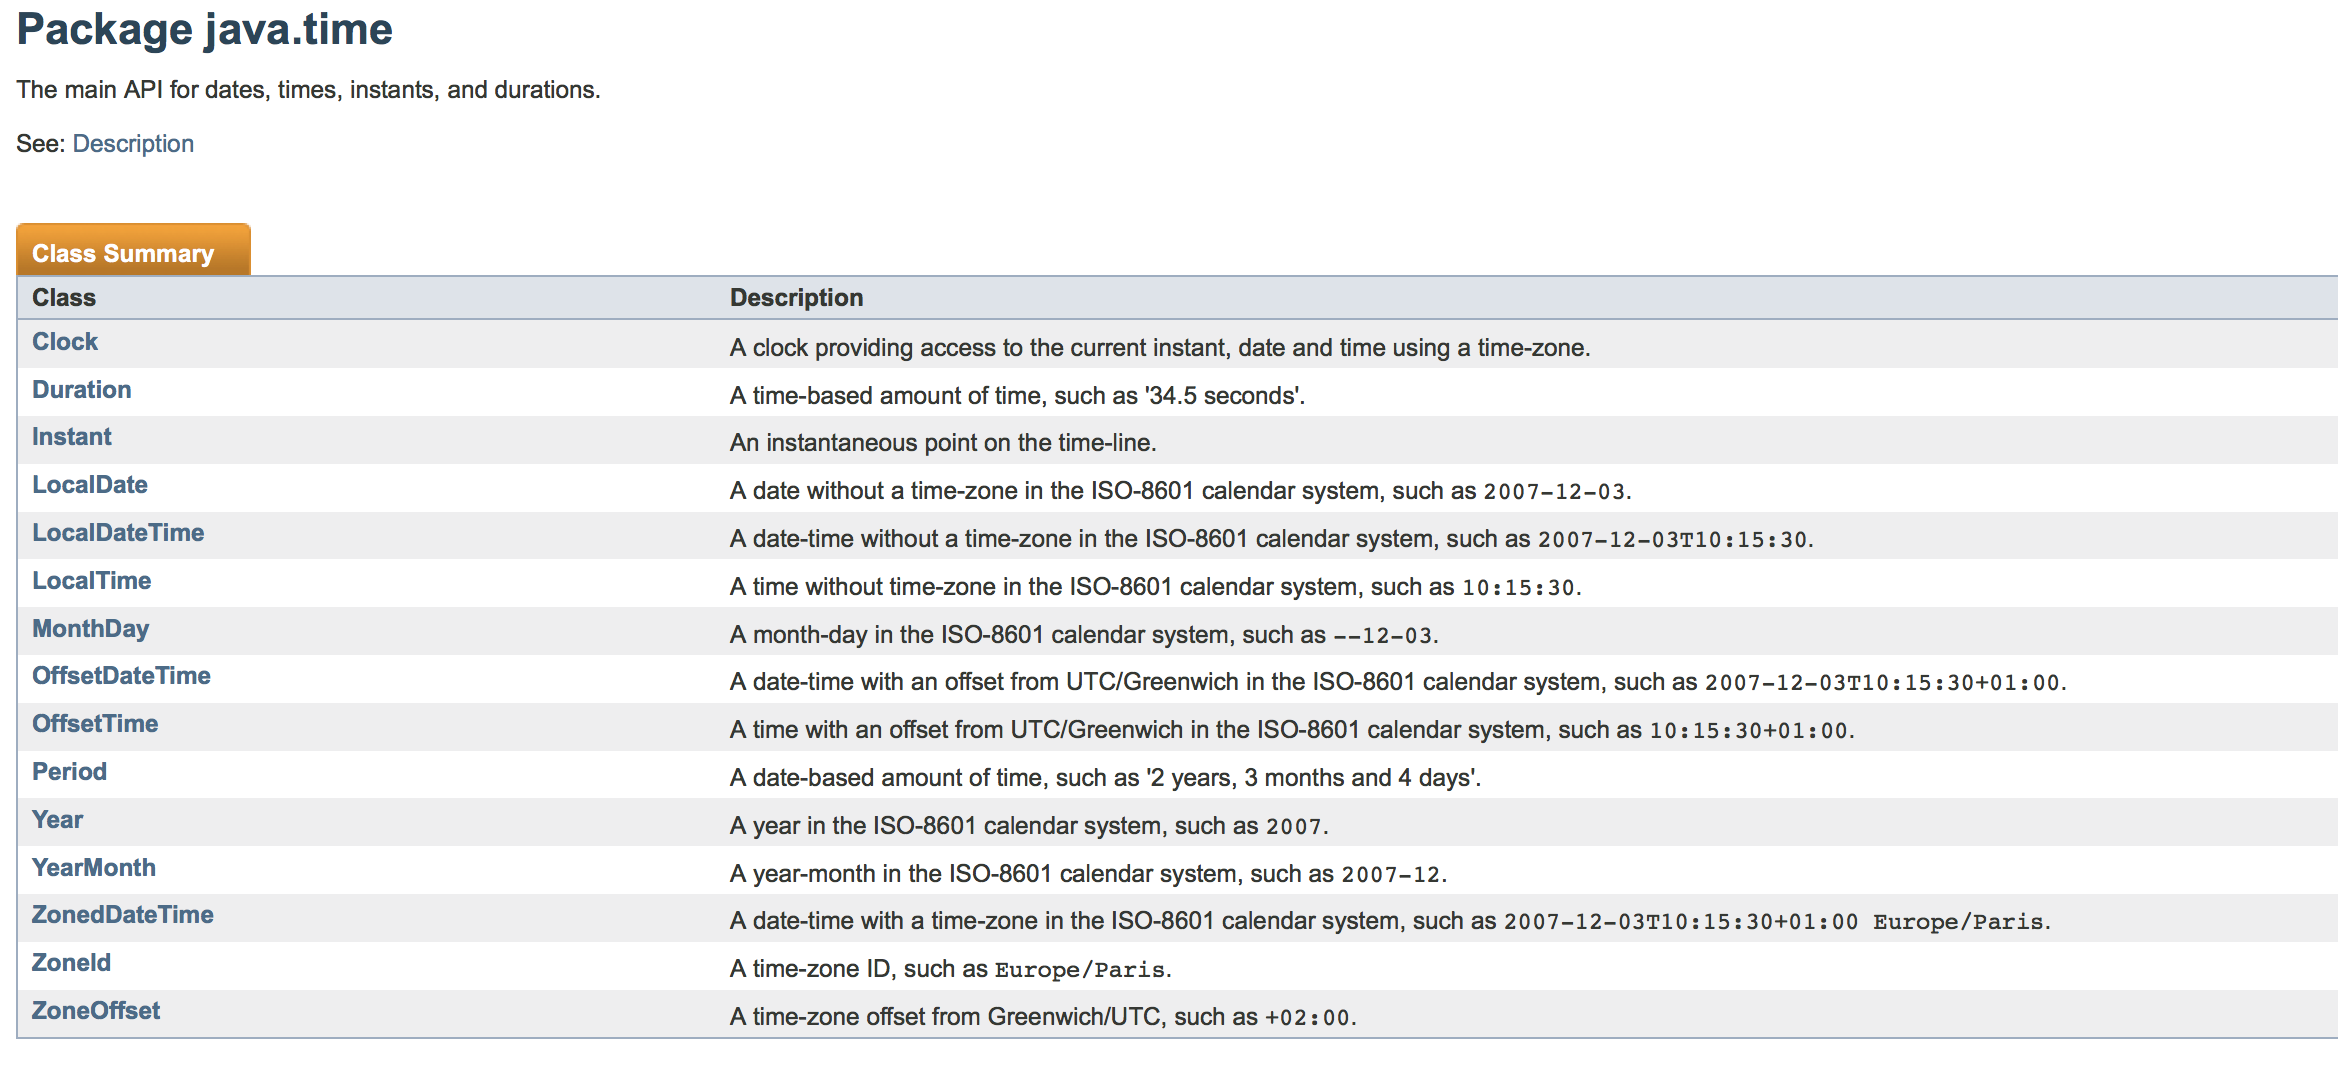 Package java.time
The main API for dates, times, instants, and durations.
See: Description
Class Summary
Class Description
Clock A clock providing access to the current instant, date and time using a time-zone.
Duration A time-based amount of time, such as '34.5 seconds'.
Instant An instantaneous point on the time-line.
LocalDate A date without a time-zone in the ISO-8601 calendar system, such as 2007-12-03.
LocalDateTime A date-time without a time-zone in the ISO-8601 calendar system, such as 2007-12-03T10:15:30.
LocalTime A time without time-zone in the ISO-8601 calendar system, such as 10:15:30.
MonthDay A month-day in the ISO-8601 calendar system, such as --12-03.
OffsetDateTime A date-time with an offset from UTC/Greenwich in the ISO-8601 calendar system, such as 2007-12-03T10:15:30+01:00.
OffsetTime A time with an offset from UTC/Greenwich in the ISO-8601 calendar system, such as 10:15:30+01:00.
Period A date-based amount of time, such as '2 years, 3 months and 4 days'.
Year A year in the ISO-8601 calendar system, such as 2007.
YearMonth A year-month in the ISO-8601 calendar system, such as 2007-12.
ZonedDateTime A date-time with a time-zone in the ISO-8601 calendar system, such as 2007-12-03T10:15:30+01:00 Europe/Paris.
ZoneId A time-zone ID, such as Europe/Paris.
ZoneOffset A time-zone offset from Greenwich/UTC, such as +02:00.